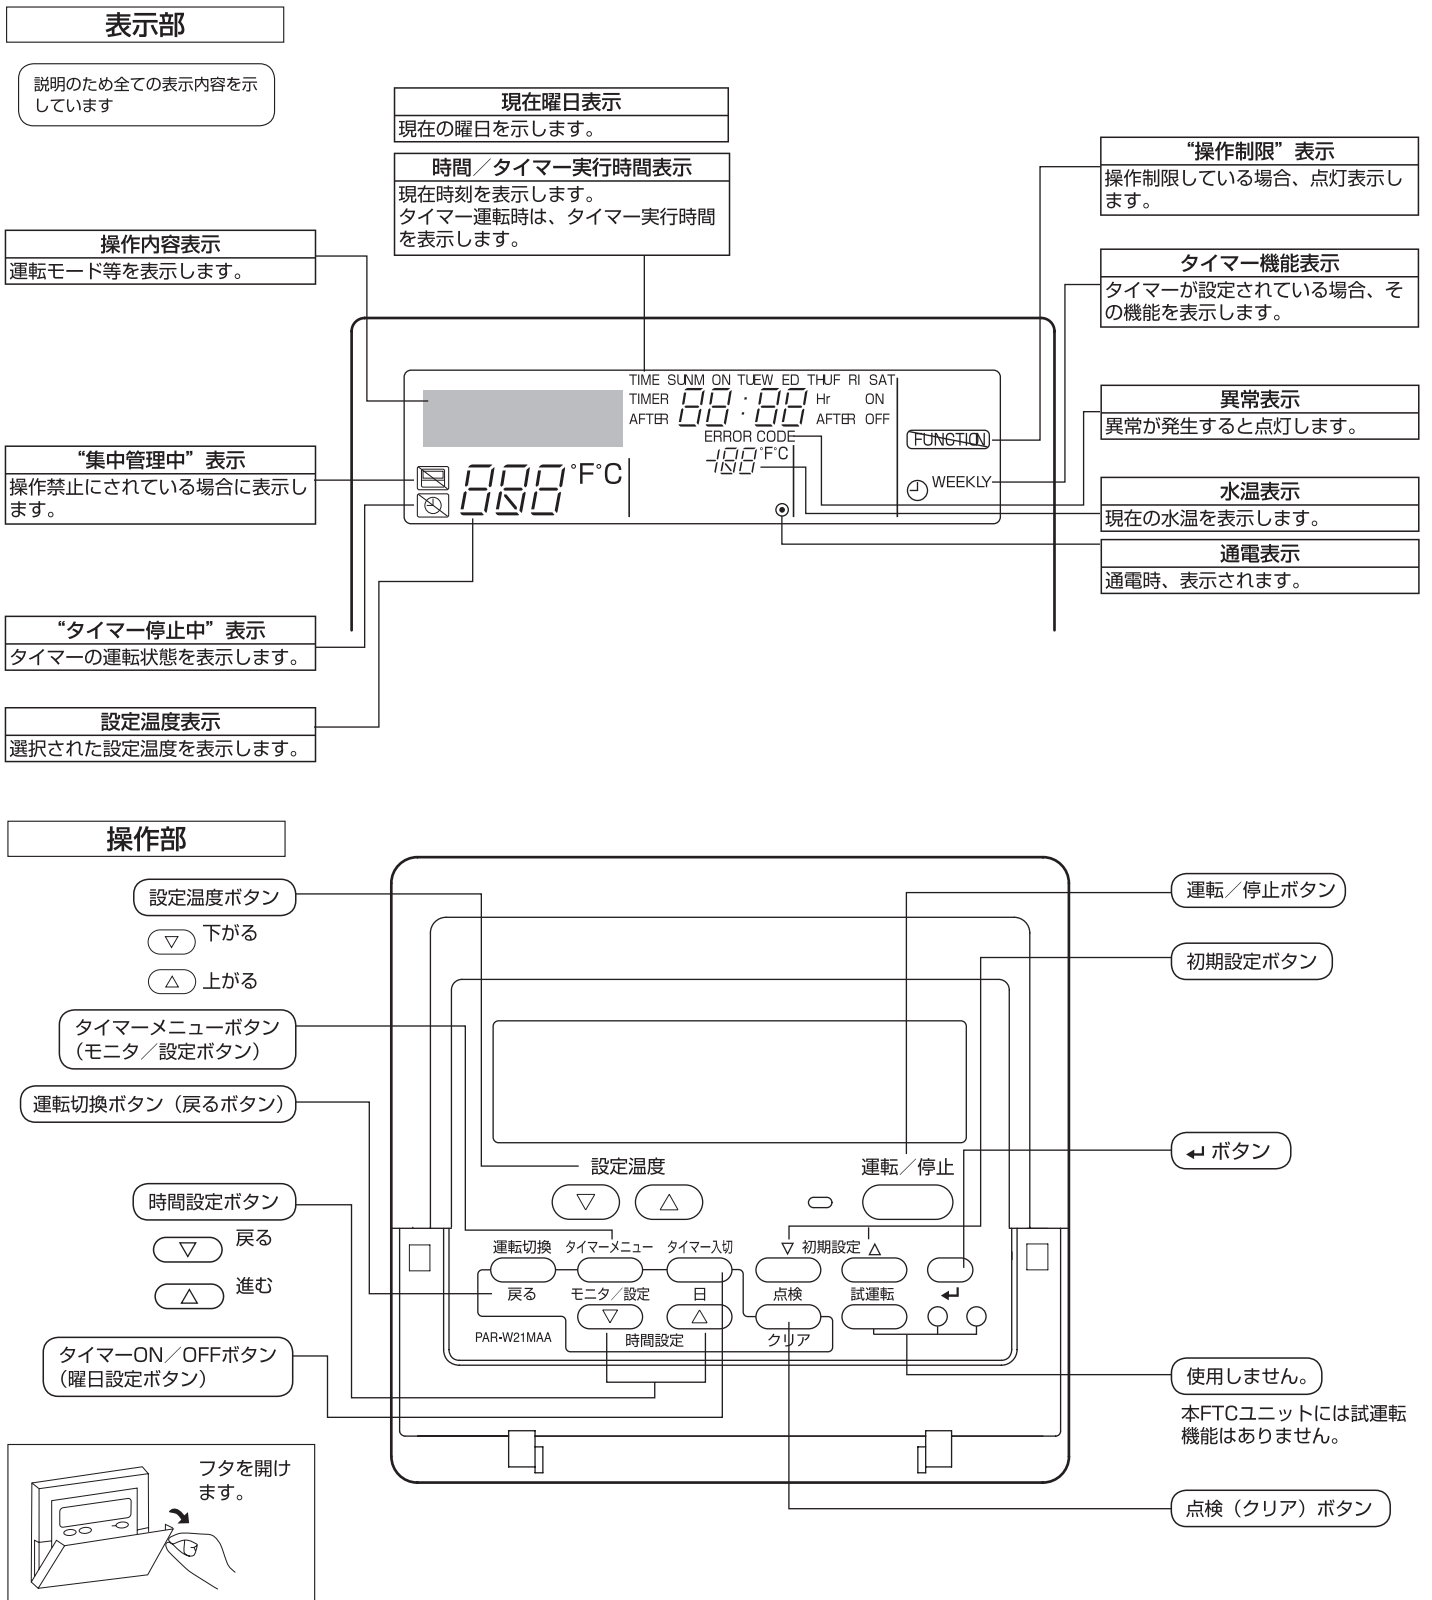 表示部
説明のため全ての表示内容を示
しています
現在曜日表示
現在の曜日を示します。
時間／タイマー実行時間表示
現在時刻を表示します。
タイマー運転時は、タイマー実行時間
を表示します。
“操作制限”表示
操作制限している場合、点灯表示し
ます。
操作内容表示
運転モード等を表示します。
タイマー機能表示
タイマーが設定されている場合、そ
の機能を表示します。
TIME SUNM ON TUEW ED THUF RI SAT
TIMER 88:88 Hr ON
AFTER AFTER OFF
ERROR CODE
-188°F°C
FUNCTION
888°F°C
WEEKLY
異常表示
異常が発生すると点灯します。
“集中管理中”表示
操作禁止にされている場合に表示し
ます。
水温表示
現在の水温を表示します。
通電表示
通電時、表示されます。
“タイマー停止中”表示
タイマーの運転状態を表示します。
設定温度表示
選択された設定温度を表示します。
操作部
設定温度ボタン
▽ 下がる
△ 上がる
タイマーメニューボタン
（モニタ／設定ボタン）
運転切換ボタン（戻るボタン）
時間設定ボタン
▽ 戻る
△ 進む
タイマーON／OFFボタン
（曜日設定ボタン）
運転／停止ボタン
初期設定ボタン
↵ ボタン
設定温度 運転／停止
▽ △
運転切換 タイマーメニュー タイマー入切 ▽ 初期設定 △
戻る モニタ／設定 日 点検 試運転 ↵
▽ △
PAR-W21MAA 時間設定 クリア
使用しません。
本FTCユニットには試運転
機能はありません。
点検（クリア）ボタン
フタを開け
ます。